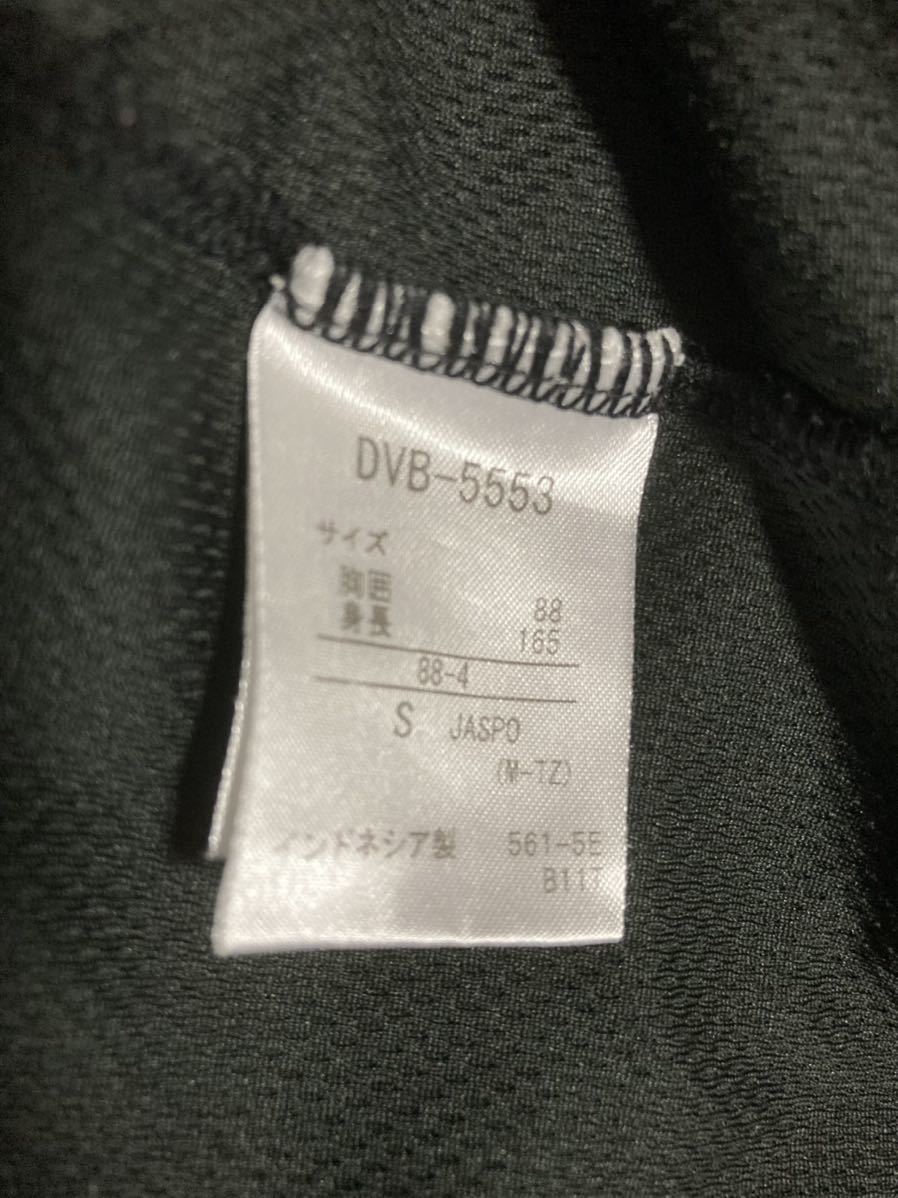 DVB-5553
サイズ
胸囲 88
身長 165
88-4
S JASPO
(M-TZ)
インドネシア製 561-5E
B117